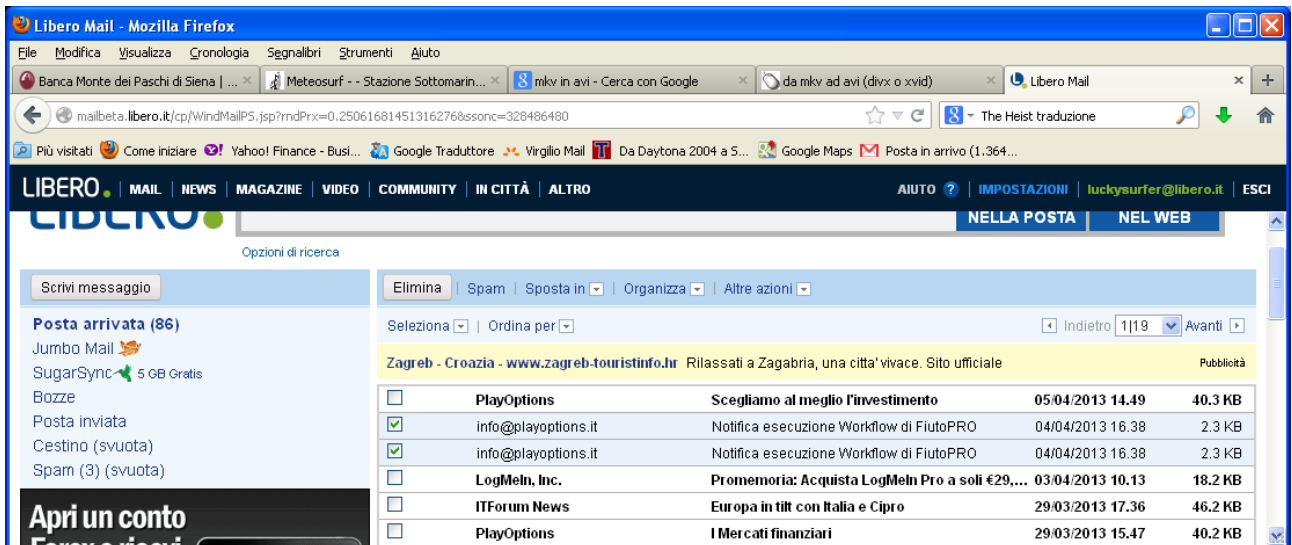 Libero Mail - Mozilla Firefox
File Modifica Visualizza Cronologia Segnalibri Strumenti Aiuto
Banca Monte dei Paschi di Siena | ... Meteosurf - - Stazione Sottomarin... mkv in avi - Cerca con Google da mkv ad avi (divx o xvid) Libero Mail
mailbeta.libero.it/cp/WindMailPS.jsp?rndPrx=0.2506168145131627&ssonc=328486480 The Heist traduzione
Più visitati Come iniziare Yahoo! Finance - Busi... Google Traduttore Virgilio Mail Da Daytona 2004 a S... Google Maps Posta in arrivo (1.364...
LIBERO MAIL NEWS MAGAZINE VIDEO COMMUNITY IN CITTÀ ALTRO AIUTO ? IMPOSTAZIONI luckysurfer@libero.it ESCI
LIBERO NELLA POSTA NEL WEB
Opzioni di ricerca
Scrivi messaggio Elimina Spam Sposta in Organizza Altre azioni
Posta arrivata (86) Seleziona Ordina per Indietro 1|19 Avanti
Jumbo Mail
SugarSync 5 GB Gratis
Zagreb - Croazia - www.zagreb-touristinfo.hr Rilassati a Zagabria, una citta' vivace. Sito ufficiale Pubblicità
Bozze
PlayOptions Scegliamo al meglio l'investimento 05/04/2013 14.49 40.3 KB
Posta inviata
info@playoptions.it Notifica esecuzione Workflow di FiutoPRO 04/04/2013 16.38 2.3 KB
Cestino (svuota)
info@playoptions.it Notifica esecuzione Workflow di FiutoPRO 04/04/2013 16.38 2.3 KB
Spam (3) (svuota)
LogMeIn, Inc. Promemoria: Acquista LogMeIn Pro a soli €29,... 03/04/2013 10.13 18.2 KB
Apri un conto
ITForum News Europa in tilt con Italia e Cipro 29/03/2013 17.36 46.2 KB
PlayOptions I Mercati finanziari 29/03/2013 15.47 40.2 KB